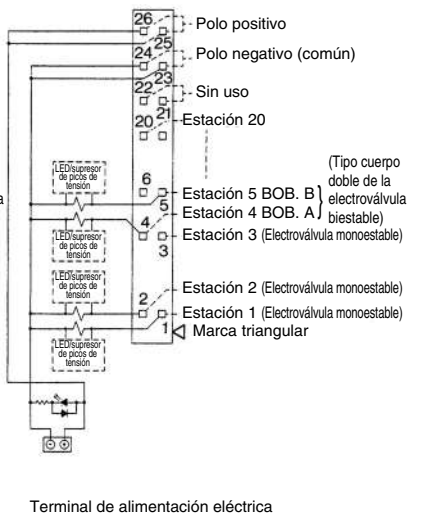 26
Polo positivo
25
24
Polo negativo (común)
23
22
Sin uso
21
20
Estación 20
LED/supresor
de picos de
tensión
6
(Tipo cuerpo
doble de la
electroválvula
biestable)
a
5
Estación 5 BOB. B
Estación 4 BOB. A
4
LED/supresor
de picos de
tensión
Estación 3 (Electroválvula monoestable)
3
LED/supresor
de picos de
tensión
Estación 2 (Electroválvula monoestable)
2
Estación 1 (Electroválvula monoestable)
1
Marca triangular
LED/supresor
de picos de
tensión
Terminal de alimentación eléctrica